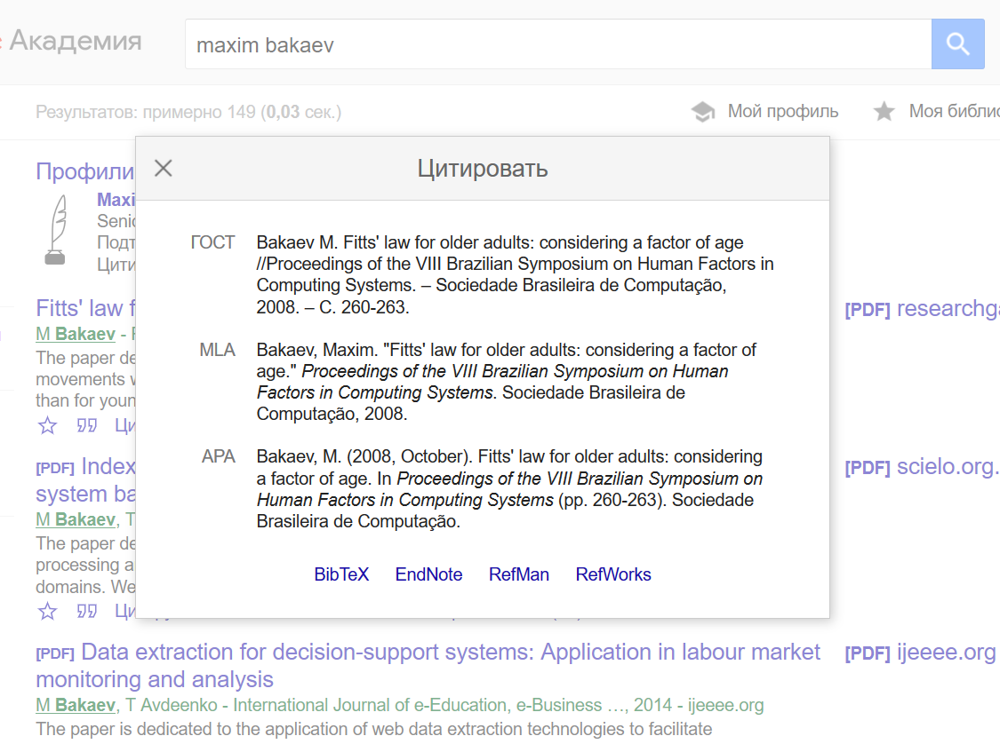 Академия
maxim bakaev
Результатов: примерно 149 (0,03 сек.)
Мой профиль
Моя библис
Профили
Maxi
Senic
Подт
Цити
Цитировать
ГОСТ
Bakaev M. Fitts' law for older adults: considering a factor of age
//Proceedings of the VIII Brazilian Symposium on Human Factors in
Computing Systems. – Sociedade Brasileira de Computação,
2008. – С. 260-263.
MLA
Bakaev, Maxim. "Fitts' law for older adults: considering a factor of
age." Proceedings of the VIII Brazilian Symposium on Human
Factors in Computing Systems. Sociedade Brasileira de
Computação, 2008.
APA
Bakaev, M. (2008, October). Fitts' law for older adults: considering
a factor of age. In Proceedings of the VIII Brazilian Symposium on
Human Factors in Computing Systems (pp. 260-263). Sociedade
Brasileira de Computação.
BibTeX EndNote RefMan RefWorks
Fitts' law f
[PDF] researchga
M Bakaev -
The paper de
movements w
than for youn
Ци
[PDF] Index
system ba
[PDF] scielo.org.
M Bakaev, T
The paper de
processing a
domains. We
Ци
[PDF] Data extraction for decision-support systems: Application in labour market
monitoring and analysis
[PDF] ijeeee.org
M Bakaev, T Avdeenko - International Journal of e-Education, e-Business …, 2014 - ijeeee.org
The paper is dedicated to the application of web data extraction technologies to facilitate